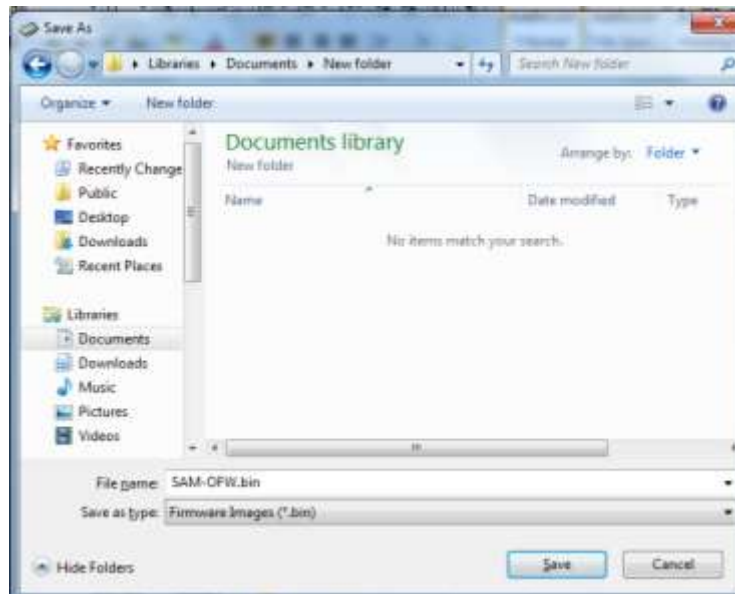 Save As
Libraries Documents New folder Search New folder
Organize New folder
Favorites
Recently Change
Public
Desktop
Downloads
Recent Places
Libraries
Documents
Downloads
Music
Pictures
Videos
Documents library
New folder
Arrange by: Folder
Name Date modified Type
No items match your search.
File name: SAM-OFW.bin
Save as type: Firmware Images (*.bin)
Hide Folders Save Cancel